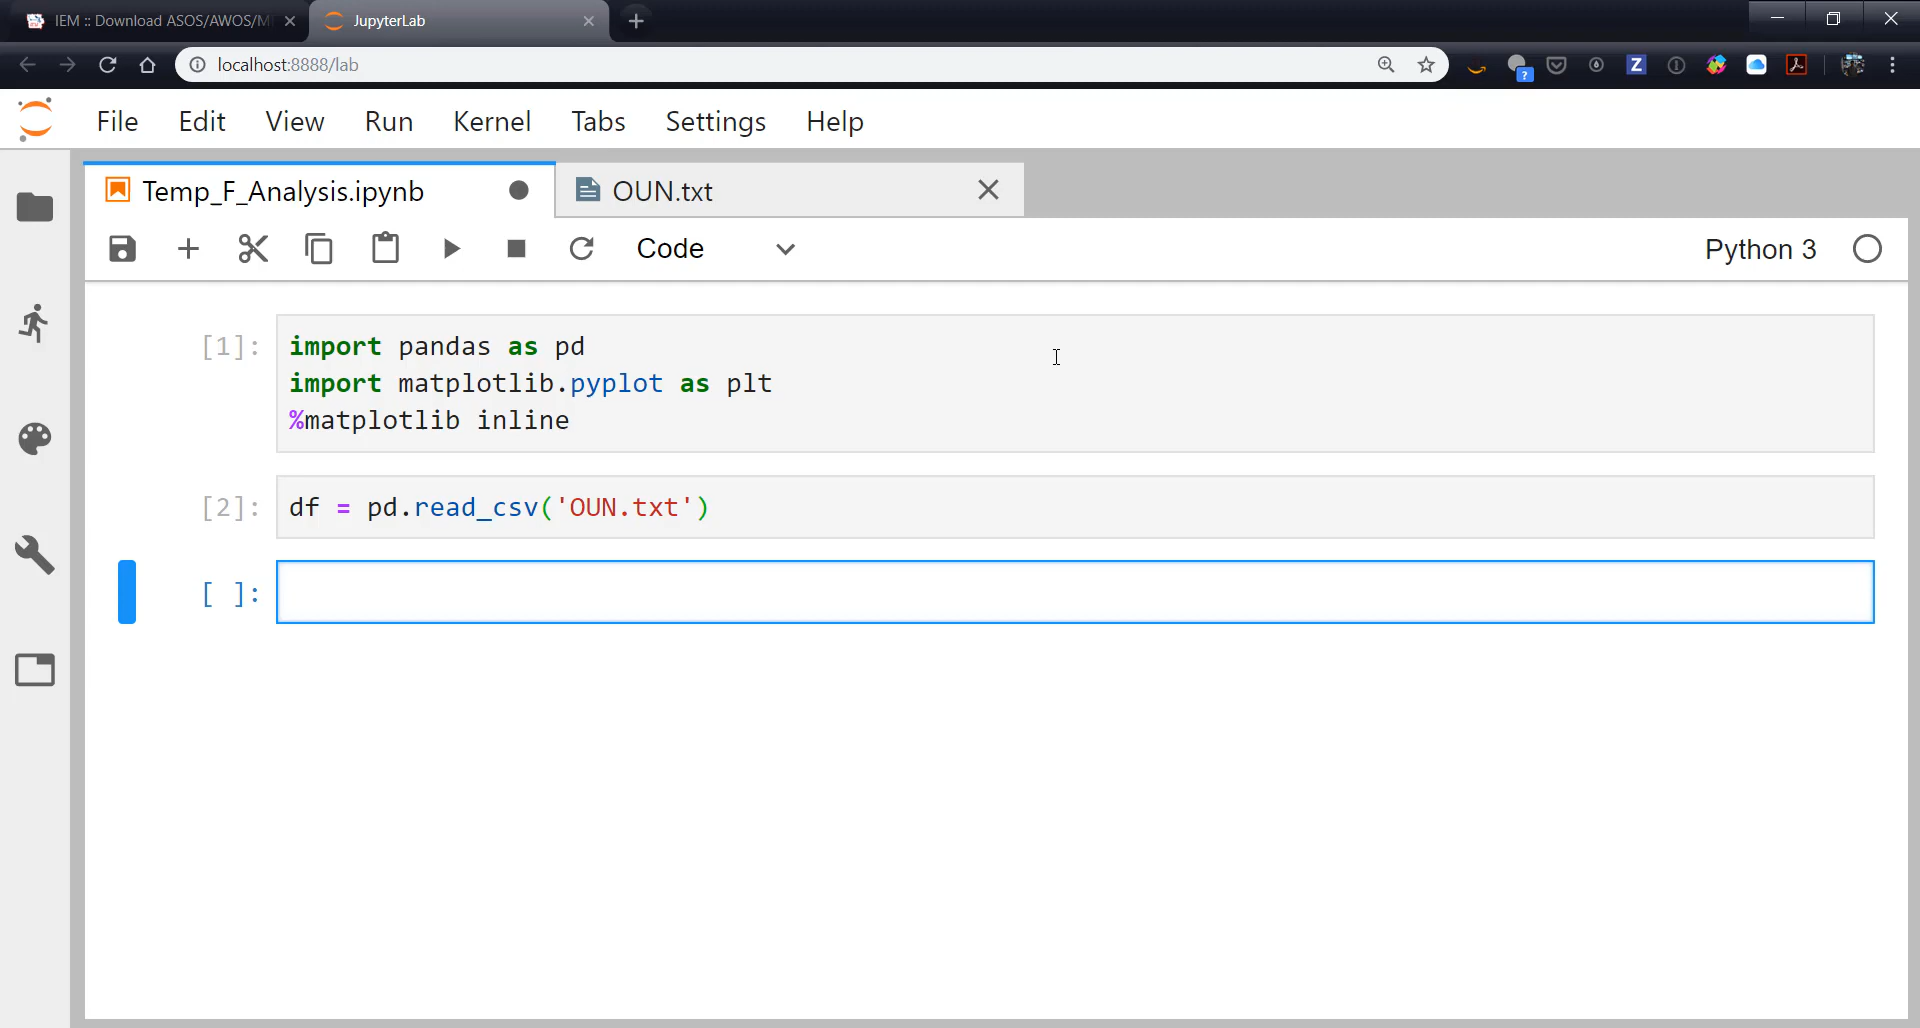 IEM :: Download ASOS/AWOS/M
JupyterLab
localhost:8888/lab
File Edit View Run Kernel Tabs Settings Help
Temp_F_Analysis.ipynb
OUN.txt
Code
Python 3
[1]:
import pandas as pd
import matplotlib.pyplot as plt
%matplotlib inline
[2]:
df = pd.read_csv('OUN.txt')
[ ]: